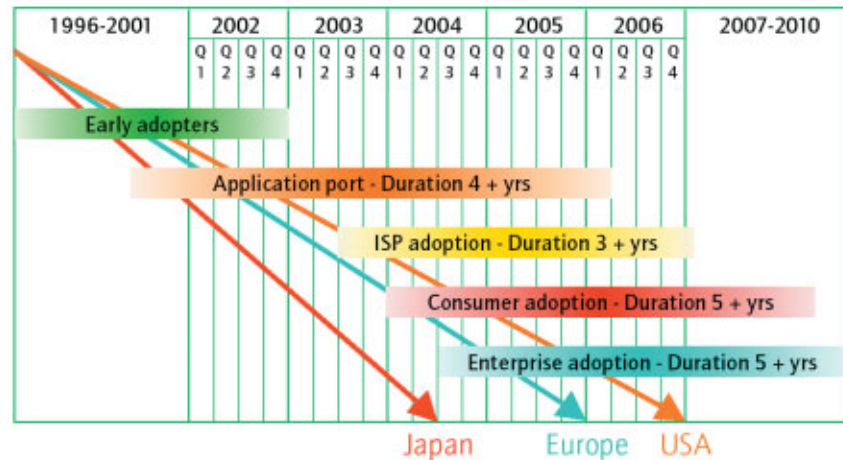 1996-2001 2002 2003 2004 2005 2006 2007-2010
Q Q Q Q Q Q Q Q Q Q Q Q Q Q Q Q Q Q Q Q
1 2 3 4 1 2 3 4 1 2 3 4 1 2 3 4 1 2 3 4
Early adopters
Application port - Duration 4 + yrs
ISP adoption - Duration 3 + yrs
Consumer adoption - Duration 5 + yrs
Enterprise adoption - Duration 5 + yrs
Japan Europe USA